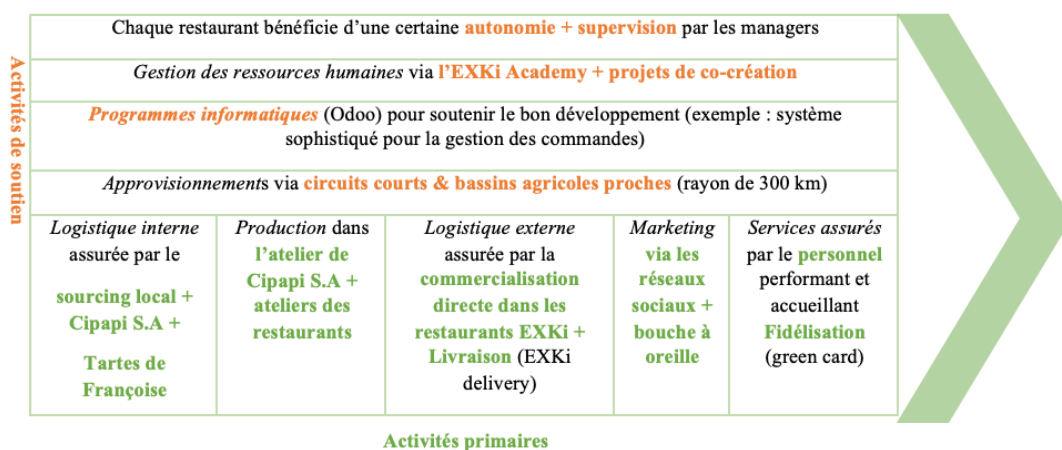 Activités de soutien
Chaque restaurant bénéficie d’une certaine autonomie + supervision par les managers
Gestion des ressources humaines via l’EXKi Academy + projets de co-création
Programmes informatiques (Odoo) pour soutenir le bon développement (exemple : système
sophistiqué pour la gestion des commandes)
Approvisionnements via circuits courts & bassins agricoles proches (rayon de 300 km)
Logistique interne
assurée par le
sourcing local +
Cipapi S.A +
Tartes de
Françoise
Production dans
l’atelier de
Cipapi S.A +
ateliers des
restaurants
Logistique externe
assurée par la
commercialisation
directe dans les
restaurants EXKi +
Livraison (EXKi
delivery)
Marketing
via les
réseaux
sociaux +
bouche à
oreille
Services assurés
par le personnel
performant et
accueillant
Fidélisation
(green card)
Activités primaires